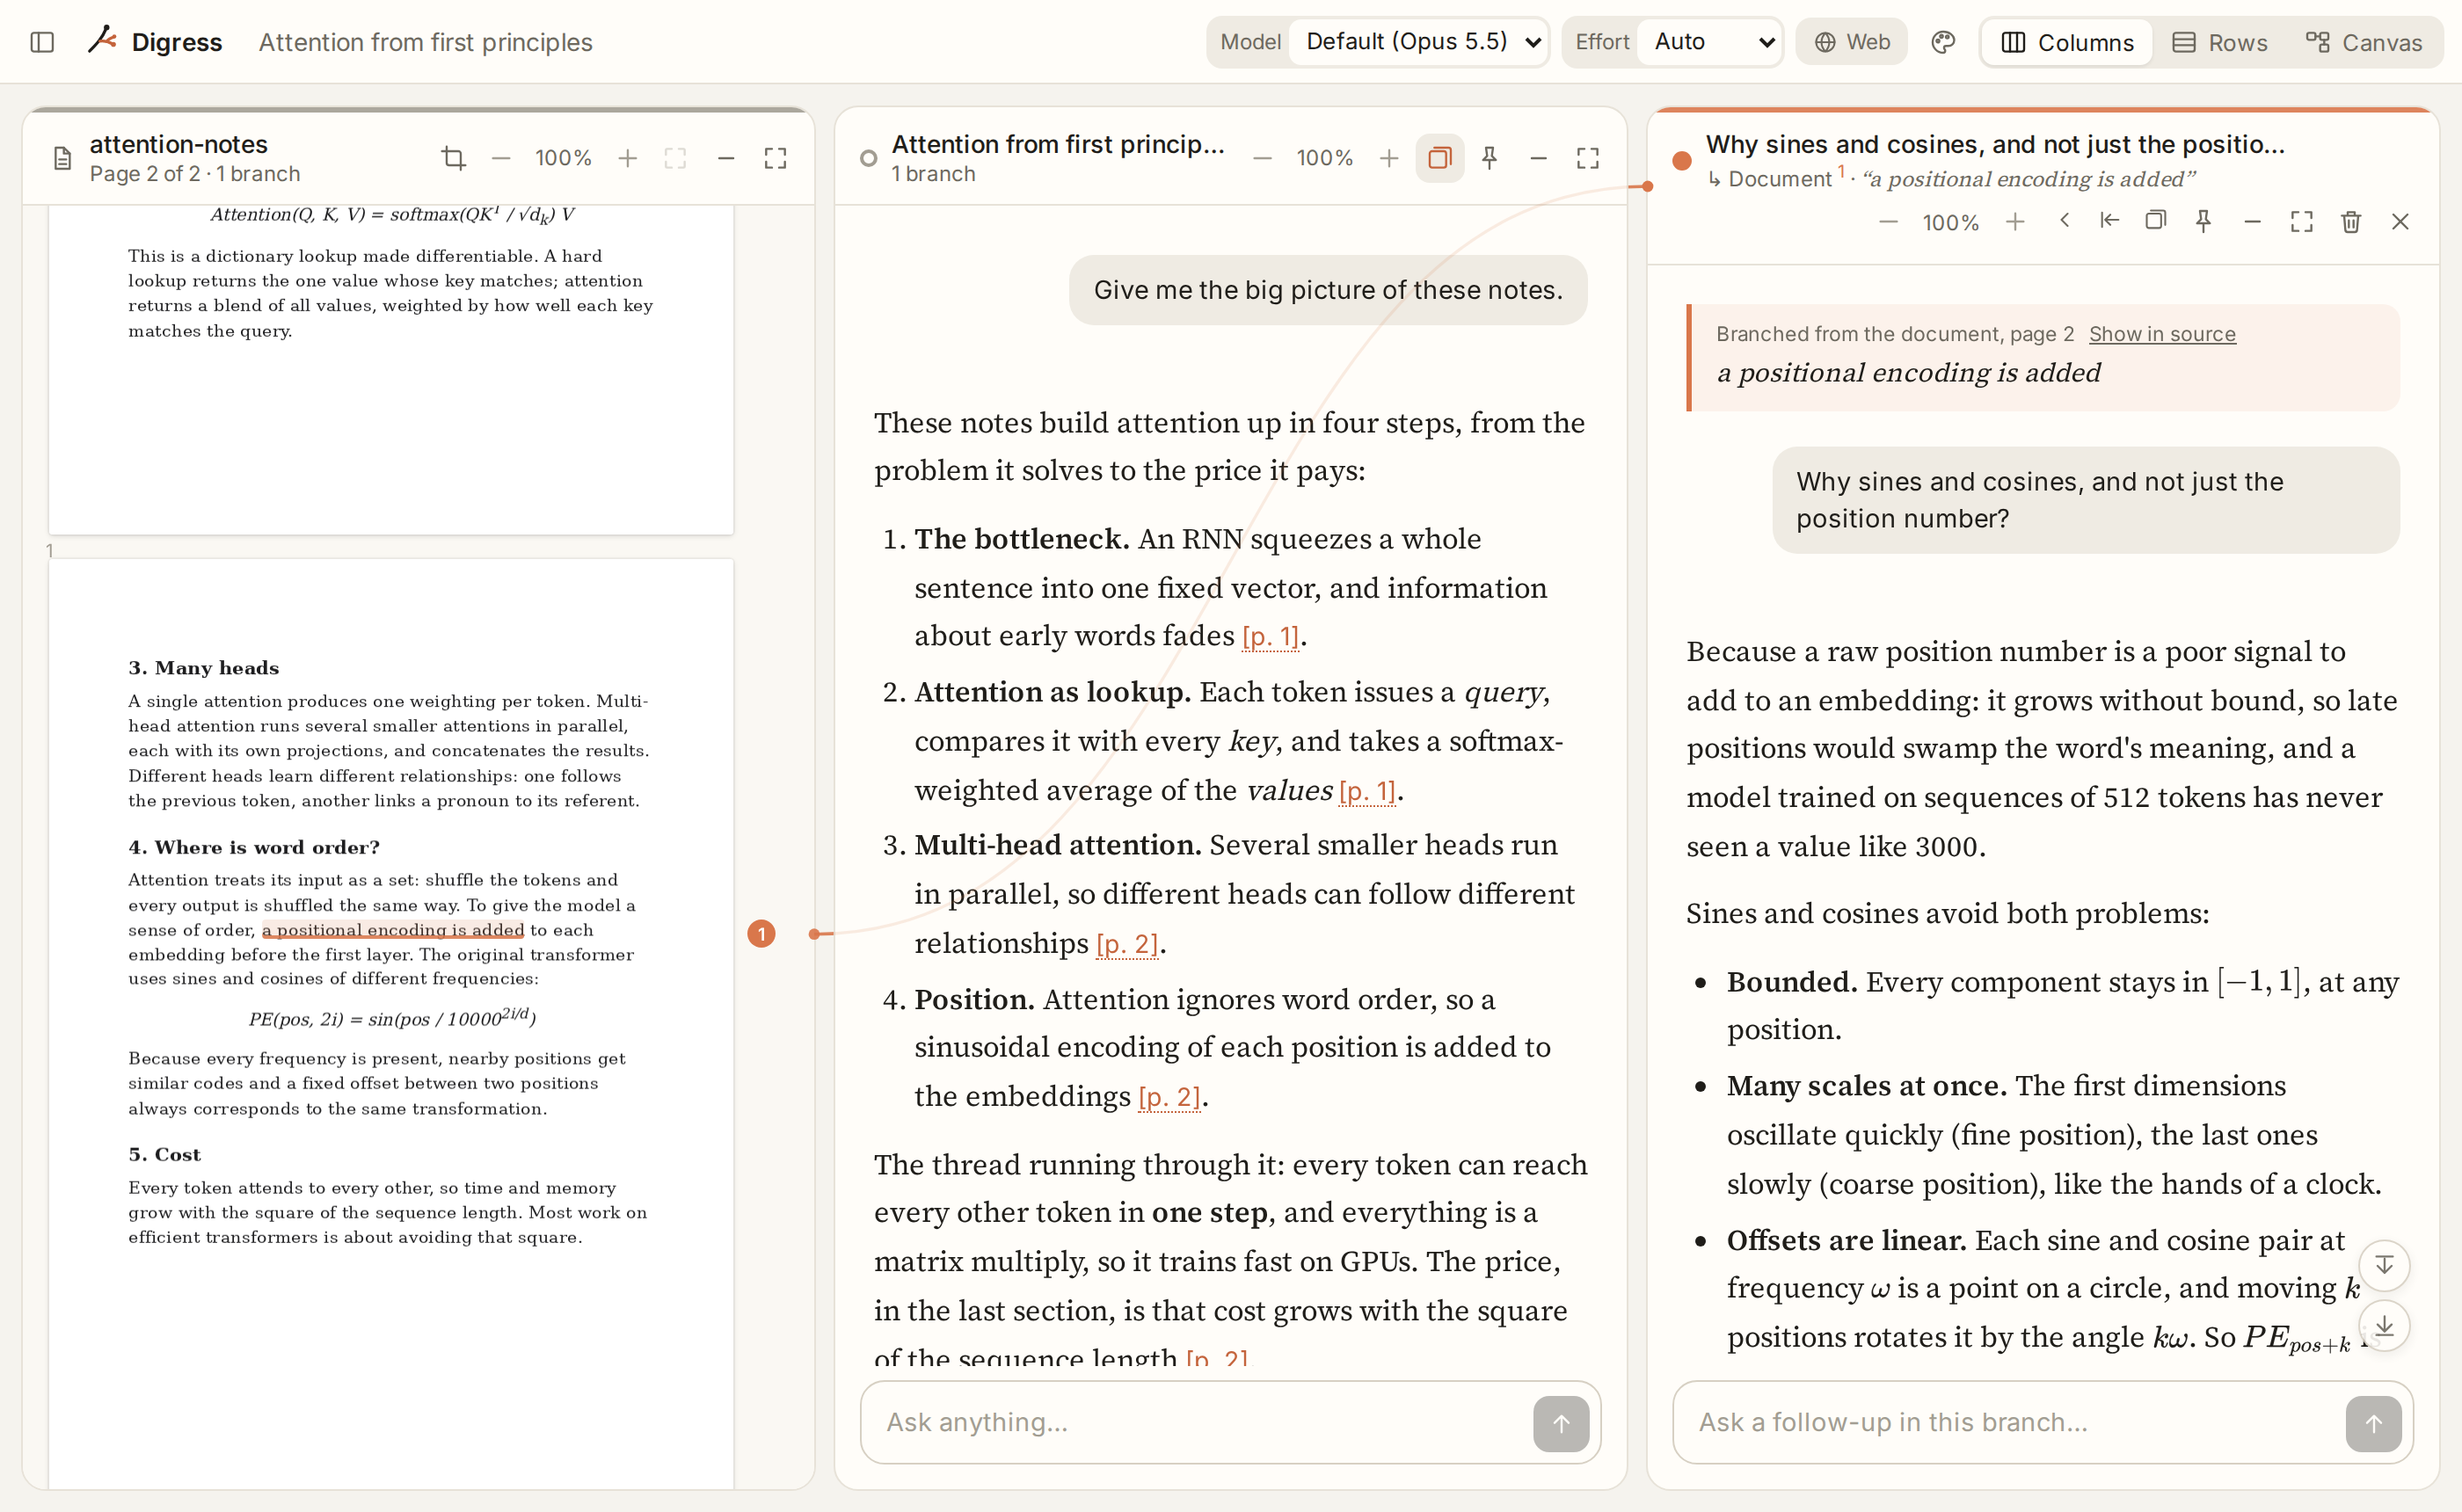 Digress
Attention from first principles
Model Default (Opus 5.5)
Effort Auto
Web
Columns
Rows
Canvas
attention-notes
Page 2 of 2 · 1 branch
100%
Attention(Q, K, V) = softmax(QKᵀ / √dₖ) V
This is a dictionary lookup made differentiable. A hard
lookup returns the one value whose key matches; attention
returns a blend of all values, weighted by how well each key
matches the query.
1
3. Many heads
A single attention produces one weighting per token. Multi-
head attention runs several smaller attentions in parallel,
each with its own projections, and concatenates the results.
Different heads learn different relationships: one follows
the previous token, another links a pronoun to its referent.
4. Where is word order?
Attention treats its input as a set: shuffle the tokens and
every output is shuffled the same way. To give the model a
sense of order, a positional encoding is added to each
embedding before the first layer. The original transformer
uses sines and cosines of different frequencies:
PE(pos, 2i) = sin(pos / 10000^2i/d)
Because every frequency is present, nearby positions get
similar codes and a fixed offset between two positions
always corresponds to the same transformation.
5. Cost
Every token attends to every other, so time and memory
grow with the square of the sequence length. Most work on
efficient transformers is about avoiding that square.
1
Attention from first princip...
1 branch
100%
Give me the big picture of these notes.
These notes build attention up in four steps, from the
problem it solves to the price it pays:
1. The bottleneck. An RNN squeezes a whole
sentence into one fixed vector, and information
about early words fades [p. 1].
2. Attention as lookup. Each token issues a query,
compares it with every key, and takes a softmax-
weighted average of the values [p. 1].
3. Multi-head attention. Several smaller heads run
in parallel, so different heads can follow different
relationships [p. 2].
4. Position. Attention ignores word order, so a
sinusoidal encoding of each position is added to
the embeddings [p. 2].
The thread running through it: every token can reach
every other token in one step, and everything is a
matrix multiply, so it trains fast on GPUs. The price,
in the last section, is that cost grows with the square
of the sequence length [p. 2].
Ask anything...
Why sines and cosines, and not just the positio...
↳ Document 1 · “a positional encoding is added”
100%
Branched from the document, page 2 Show in source
a positional encoding is added
Why sines and cosines, and not just the
position number?
Because a raw position number is a poor signal to
add to an embedding: it grows without bound, so late
positions would swamp the word's meaning, and a
model trained on sequences of 512 tokens has never
seen a value like 3000.
Sines and cosines avoid both problems:
• Bounded. Every component stays in [−1, 1], at any
position.
• Many scales at once. The first dimensions
oscillate quickly (fine position), the last ones
slowly (coarse position), like the hands of a clock.
• Offsets are linear. Each sine and cosine pair at
frequency ω is a point on a circle, and moving k
positions rotates it by the angle kω. So PE_pos+k is
Ask a follow-up in this branch...